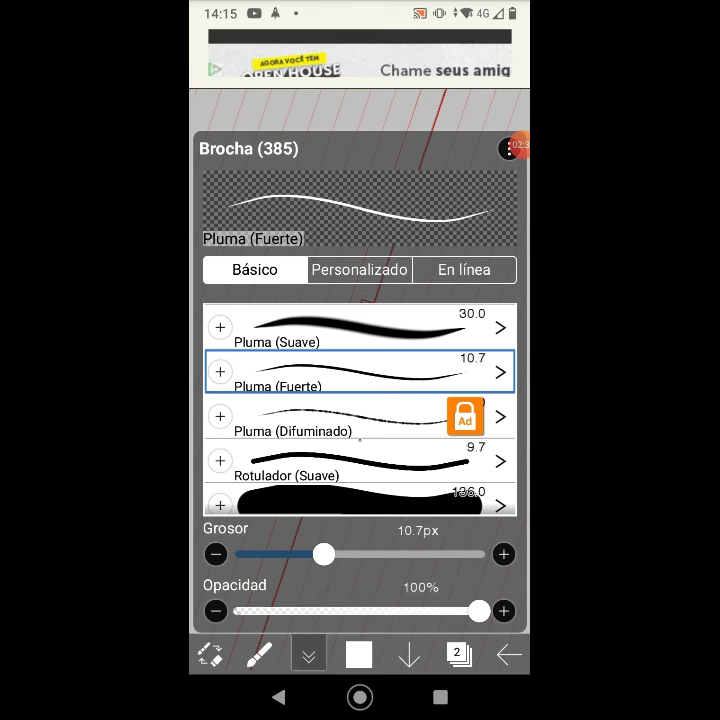 14:15
4G
AGORA VOCÊ TEM
OPEN HOUSE
Chame seus amig
Brocha (385)
02:3
Pluma (Fuerte)
Básico
Personalizado
En línea
30.0
Pluma (Suave)
10.7
Pluma (Fuerte)
Ad
Pluma (Difuminado)
9.7
Rotulador (Suave)
136.0
Grosor
10.7px
Opacidad
100%
2